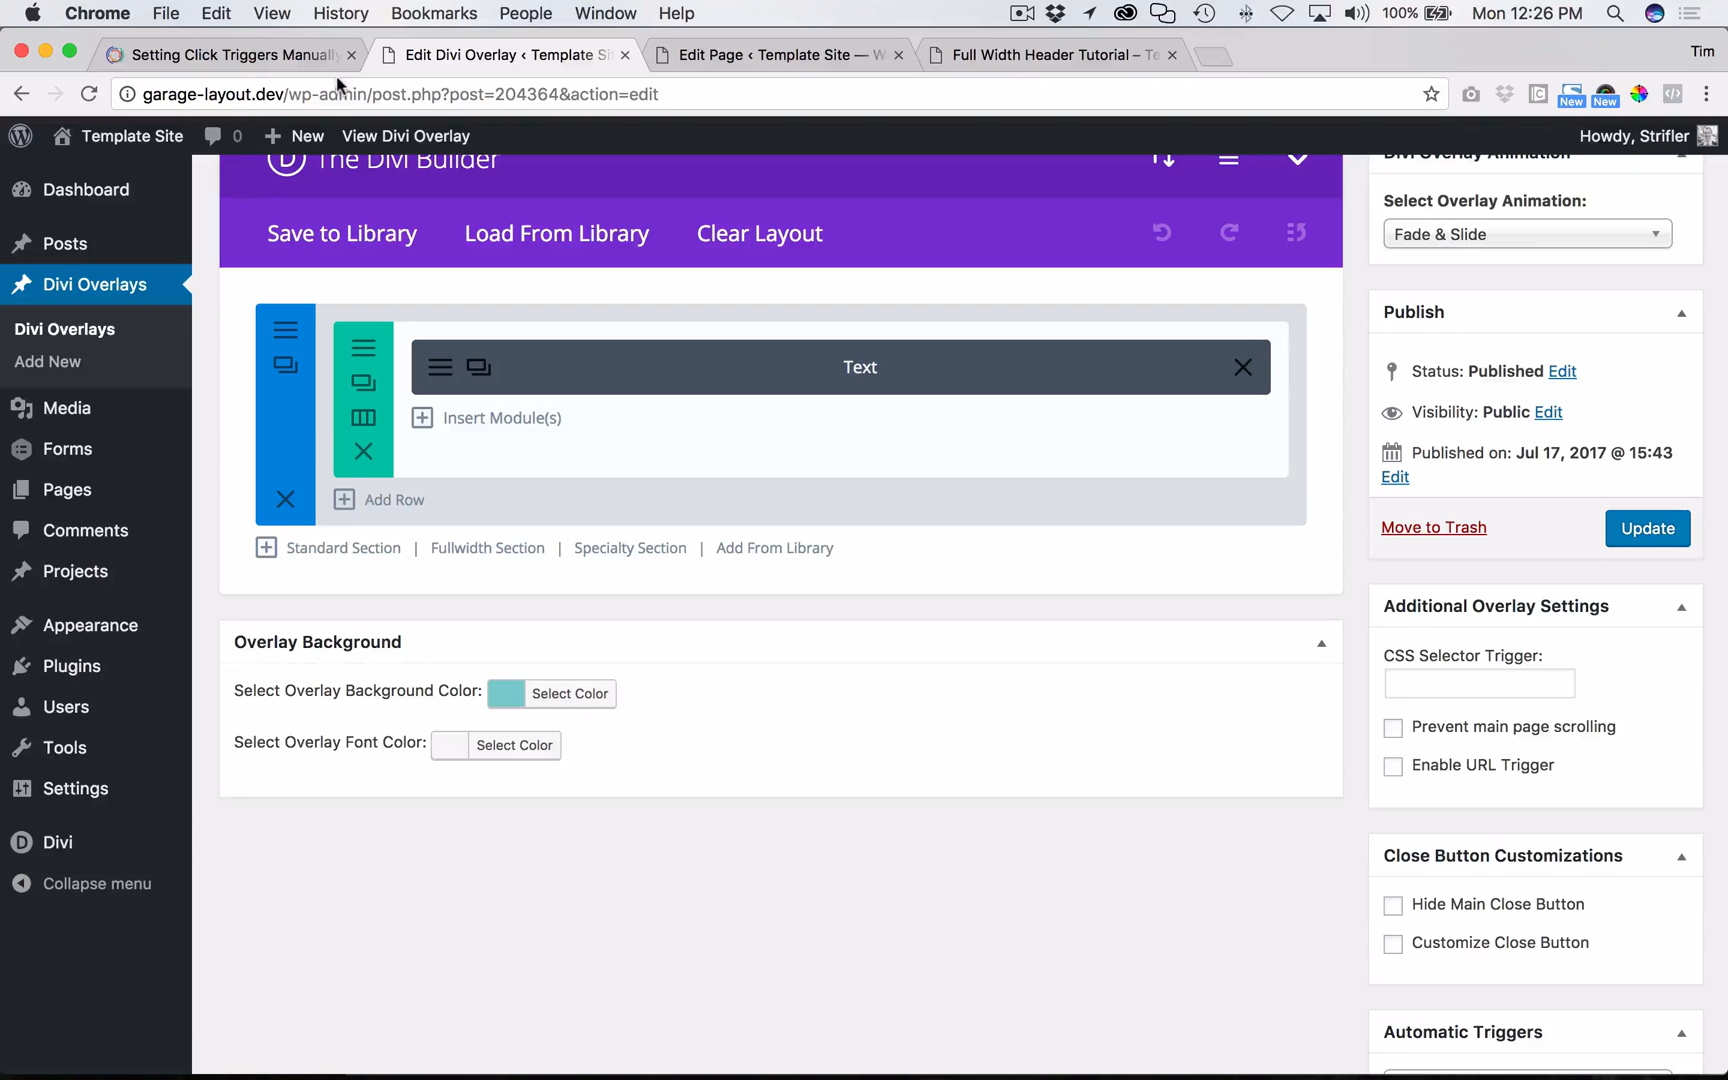 Chrome File Edit View History Bookmarks People Window Help 100% Mon 12:26 PM
Setting Click Triggers Manually Edit Divi Overlay ‹ Template Si Edit Page ‹ Template Site — W Full Width Header Tutorial – Te Tim
garage-layout.dev/wp-admin/post.php?post=204364&action=edit New New
Template Site 0 New View Divi Overlay Howdy, Strifler
Dashboard
Posts
Divi Overlays
Divi Overlays
Add New
Media
Forms
Pages
Comments
Projects
Appearance
Plugins
Users
Tools
Settings
Divi
Collapse menu
D The Divi Builder
Save to Library Load From Library Clear Layout
Text
Insert Module(s)
Add Row
Standard Section | Fullwidth Section | Specialty Section | Add From Library
Overlay Background
Select Overlay Background Color: Select Color
Select Overlay Font Color: Select Color
Divi Overlay Animation
Select Overlay Animation:
Fade & Slide
Publish
Status: Published Edit
Visibility: Public Edit
Published on: Jul 17, 2017 @ 15:43
Edit
Move to Trash Update
Additional Overlay Settings
CSS Selector Trigger:
Prevent main page scrolling
Enable URL Trigger
Close Button Customizations
Hide Main Close Button
Customize Close Button
Automatic Triggers